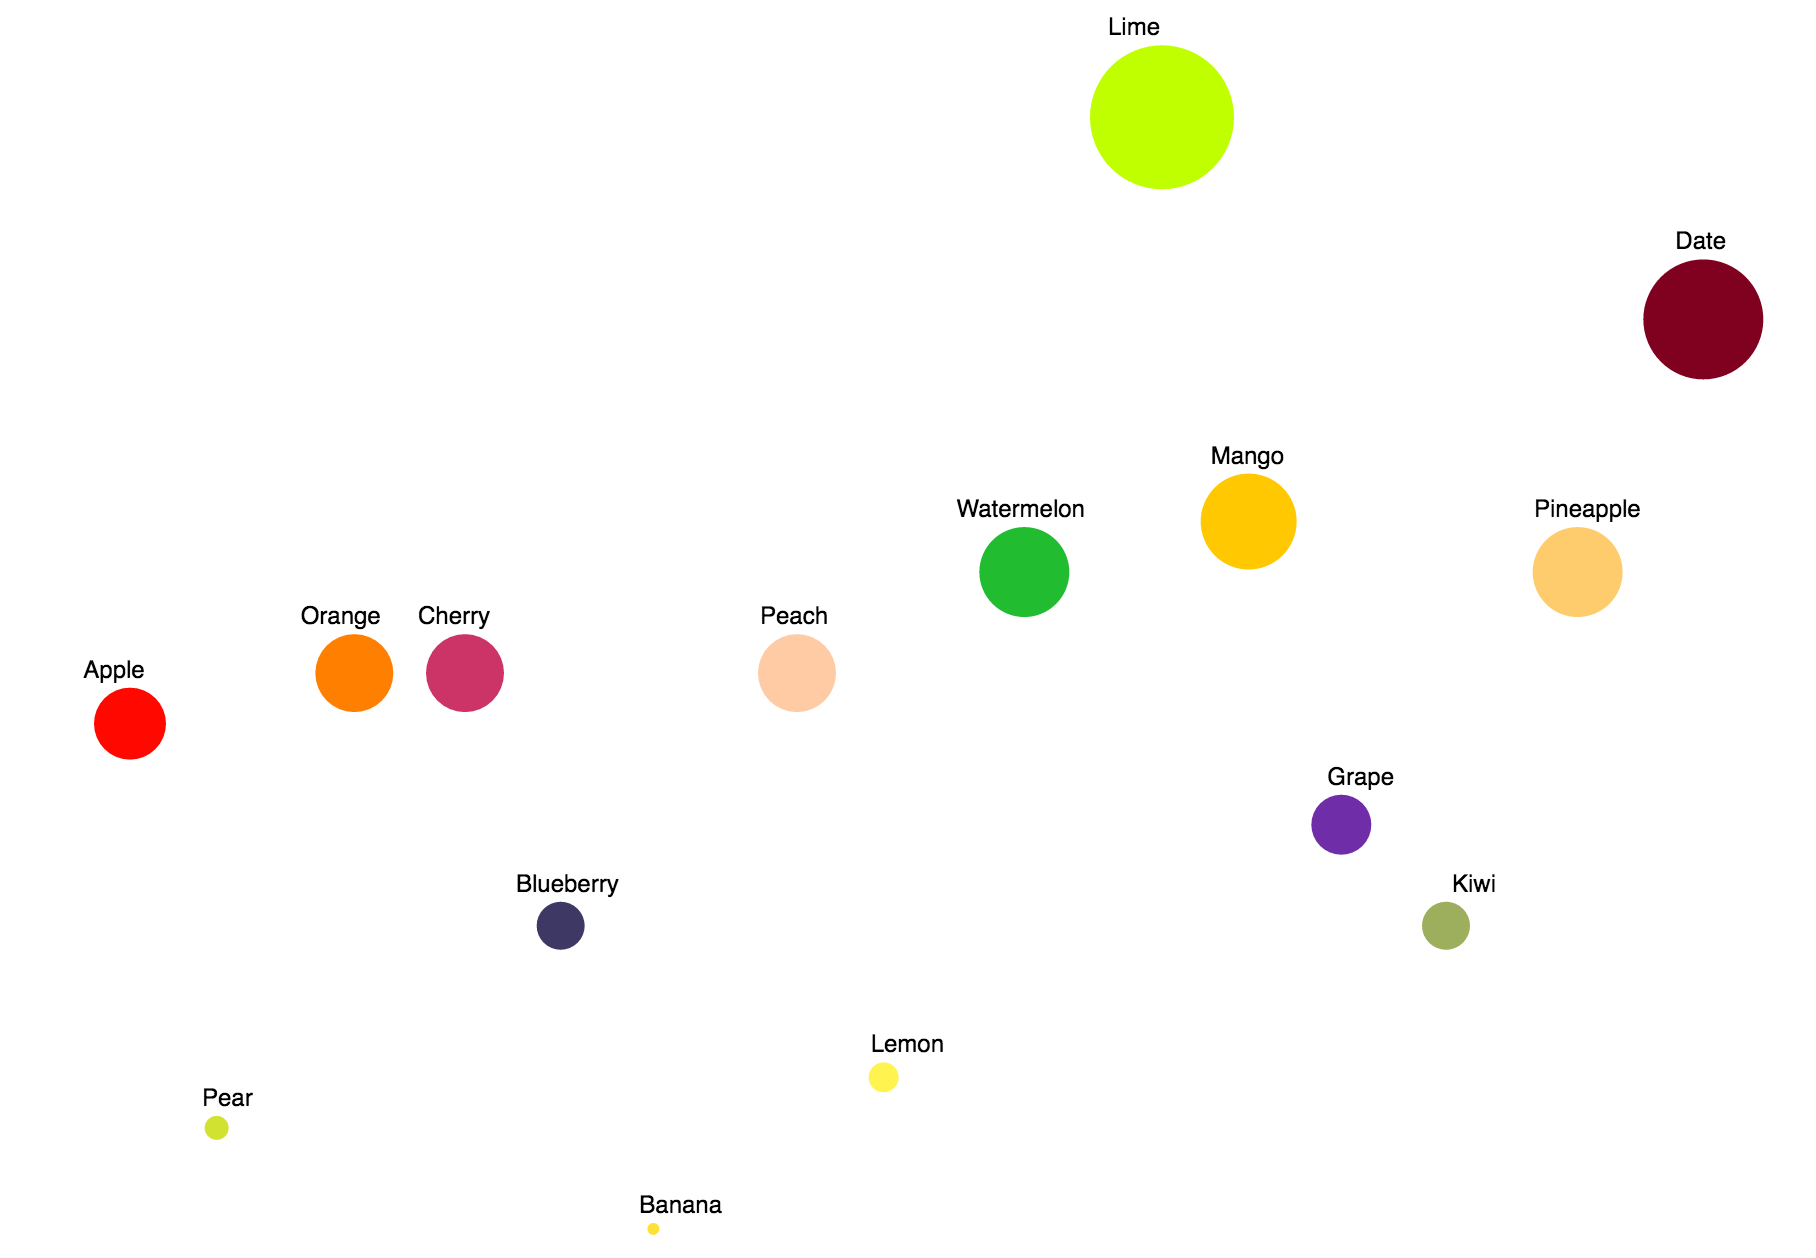 Lime
Date
Mango
Watermelon
Pineapple
Orange
Cherry
Peach
Apple
Grape
Blueberry
Kiwi
Lemon
Pear
Banana